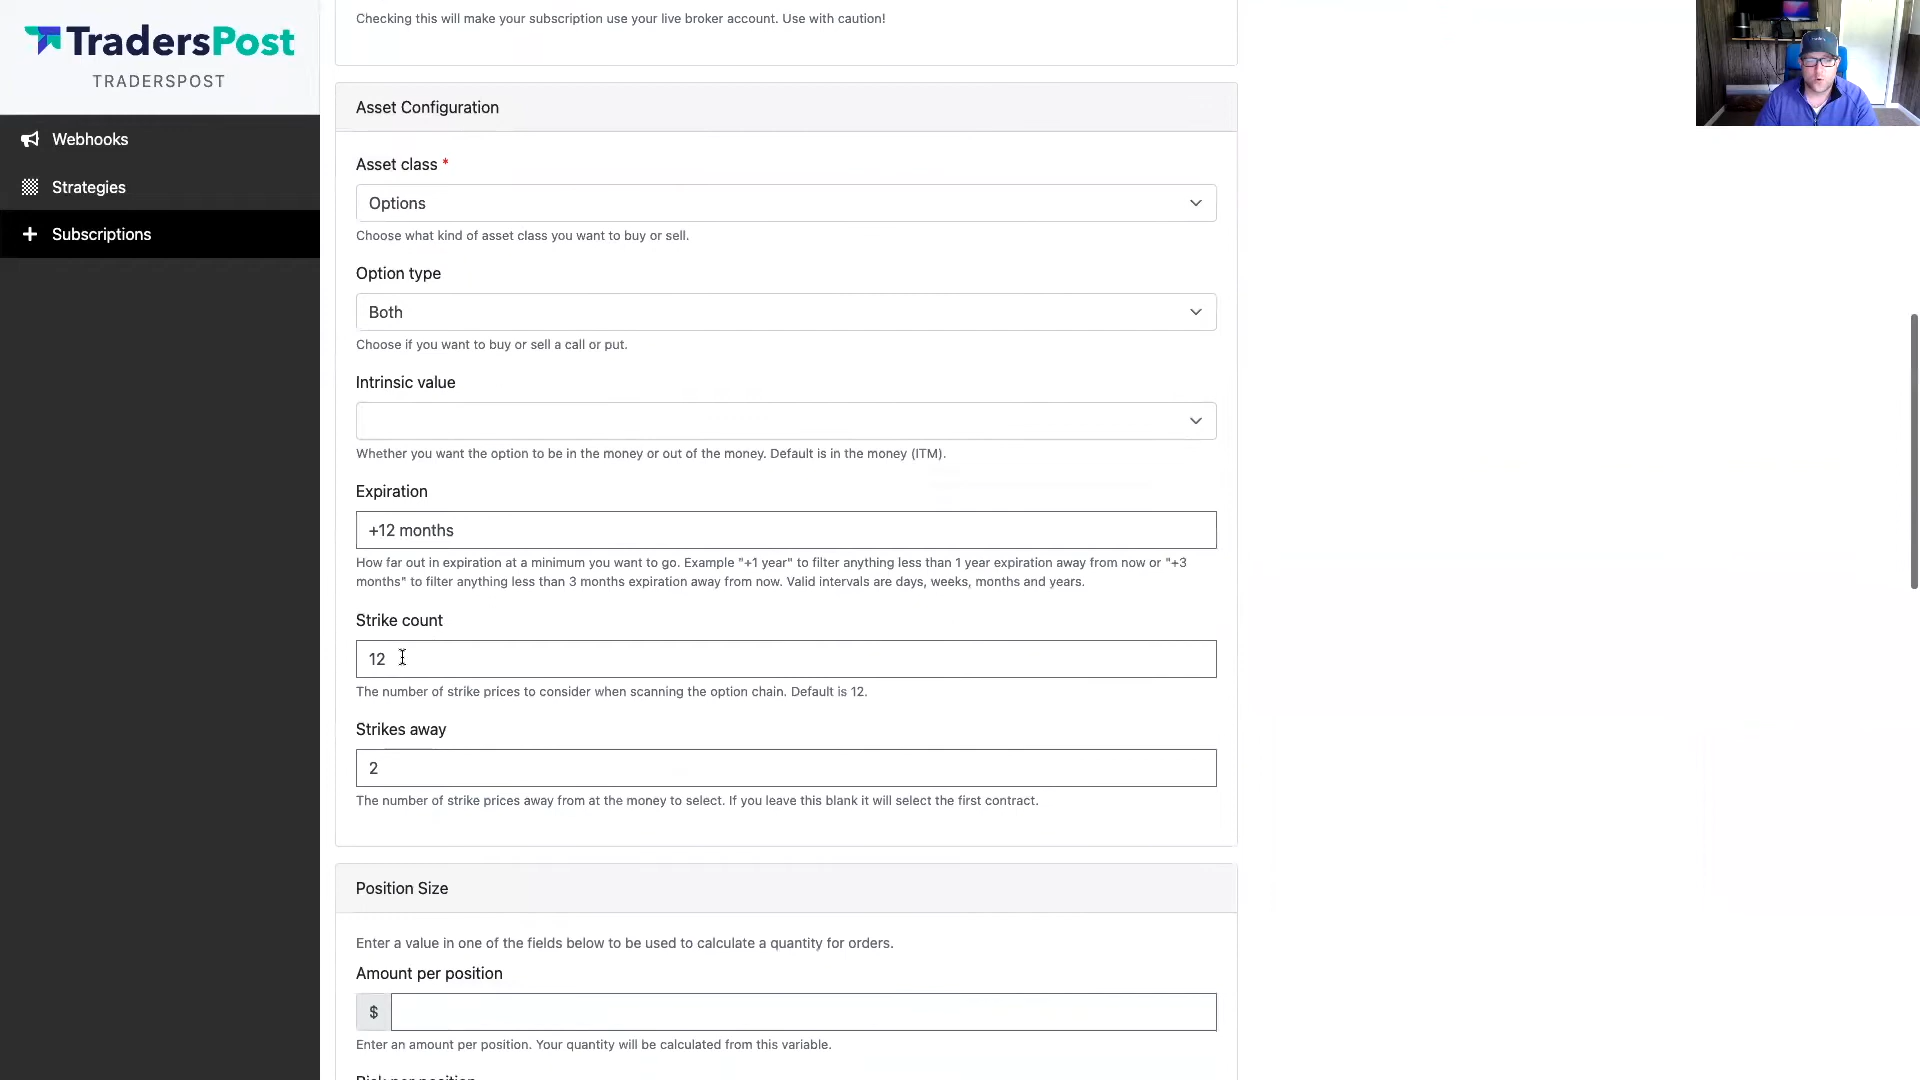 Checking this will make your subscription use your live broker account. Use with caution!
TradersPost
TRADERSPOST
Webhooks
Strategies
Subscriptions
Asset Configuration
Asset class *
Options
Choose what kind of asset class you want to buy or sell.
Option type
Both
Choose if you want to buy or sell a call or put.
Intrinsic value
Whether you want the option to be in the money or out of the money. Default is in the money (ITM).
Expiration
+12 months
How far out in expiration at a minimum you want to go. Example "+1 year" to filter anything less than 1 year expiration away from now or "+3
months" to filter anything less than 3 months expiration away from now. Valid intervals are days, weeks, months and years.
Strike count
12
The number of strike prices to consider when scanning the option chain. Default is 12.
Strikes away
2
The number of strike prices away from at the money to select. If you leave this blank it will select the first contract.
Position Size
Enter a value in one of the fields below to be used to calculate a quantity for orders.
Amount per position
$
Enter an amount per position. Your quantity will be calculated from this variable.
Risk per position